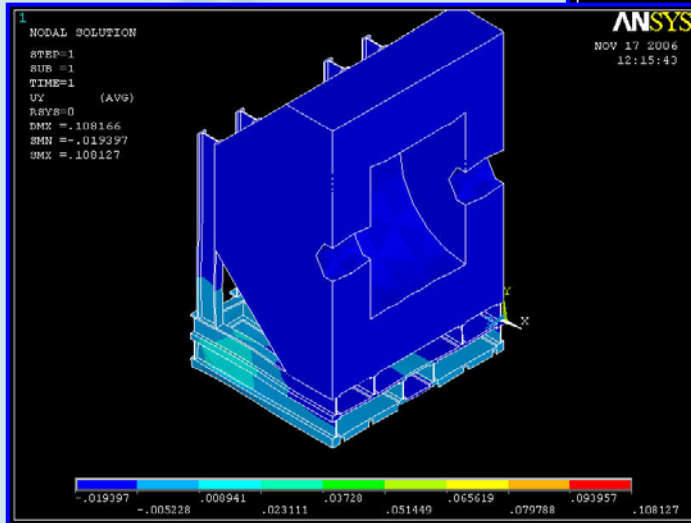 1
NODAL SOLUTION
STEP=1
SUB =1
TIME=1
UY (AVG)
RSYS=0
DMX =.108166
SMN =-.019397
SMX =.108127
ANSYS
NOV 17 2006
12:15:43
Y
X
-.019397 .000941 .03728 .065619 .093957
-.005228 .023111 .051449 .079788 .108127